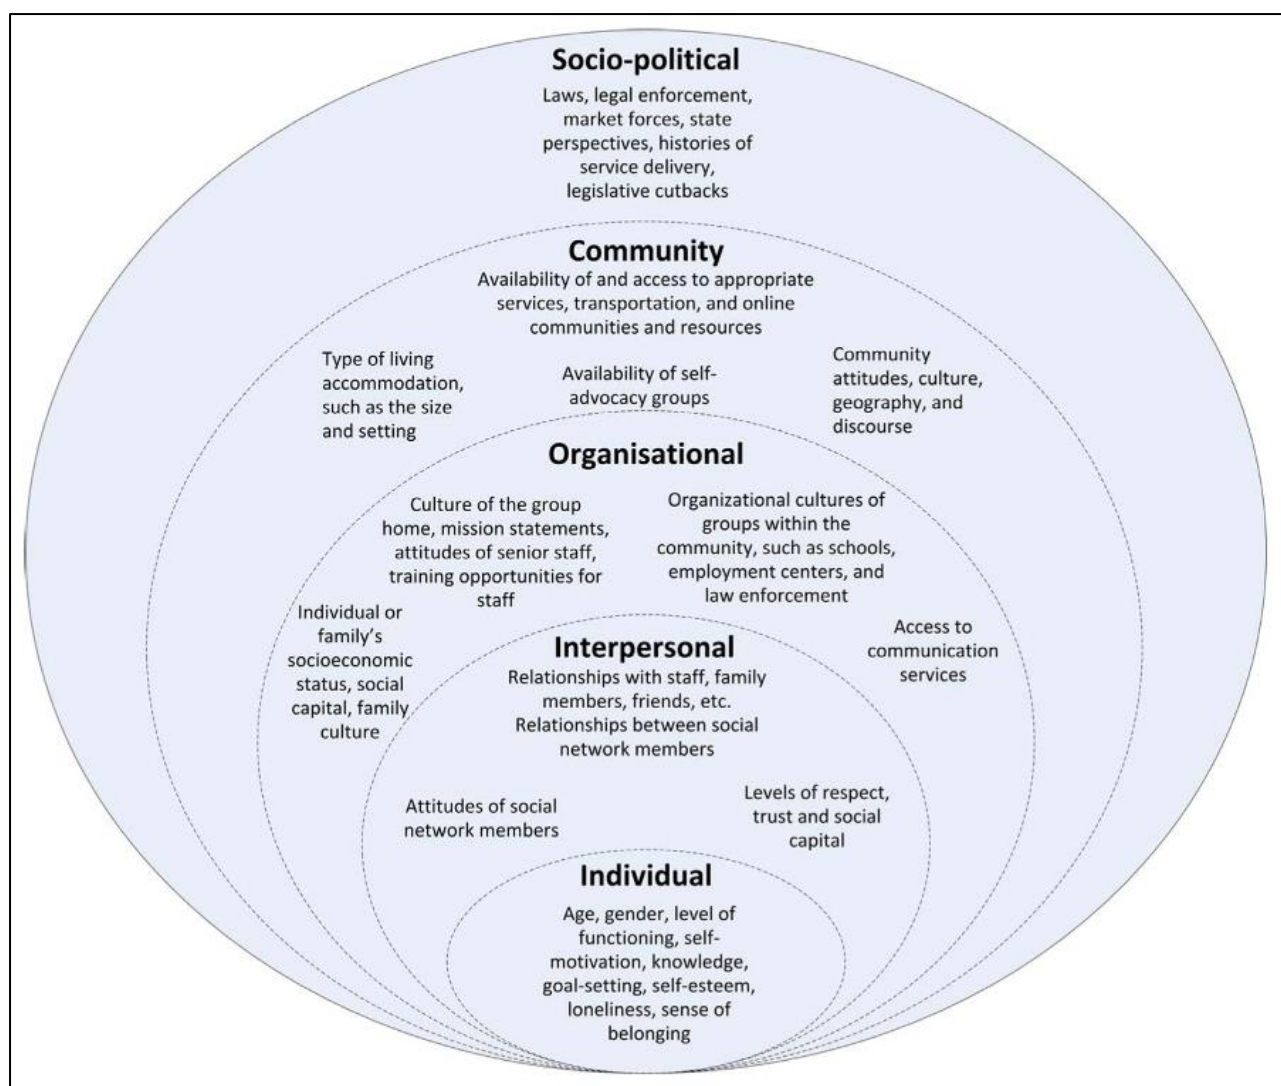 Socio-political
Laws, legal enforcement,
market forces, state
perspectives, histories of
service delivery,
legislative cutbacks
Community
Availability of and access to appropriate
services, transportation, and online
communities and resources
Type of living
accommodation,
such as the size
and setting
Availability of self-
advocacy groups
Community
attitudes, culture,
geography, and
discourse
Organisational
Culture of the group
home, mission statements,
attitudes of senior staff,
training opportunities for
staff
Organizational cultures of
groups within the
community, such as schools,
employment centers, and
law enforcement
Individual or
family's
socioeconomic
status, social
capital, family
culture
Access to
communication
services
Interpersonal
Relationships with staff, family
members, friends, etc.
Relationships between social
network members
Attitudes of social
network members
Levels of respect,
trust and social
capital
Individual
Age, gender, level of
functioning, self-
motivation, knowledge,
goal-setting, self-esteem,
loneliness, sense of
belonging